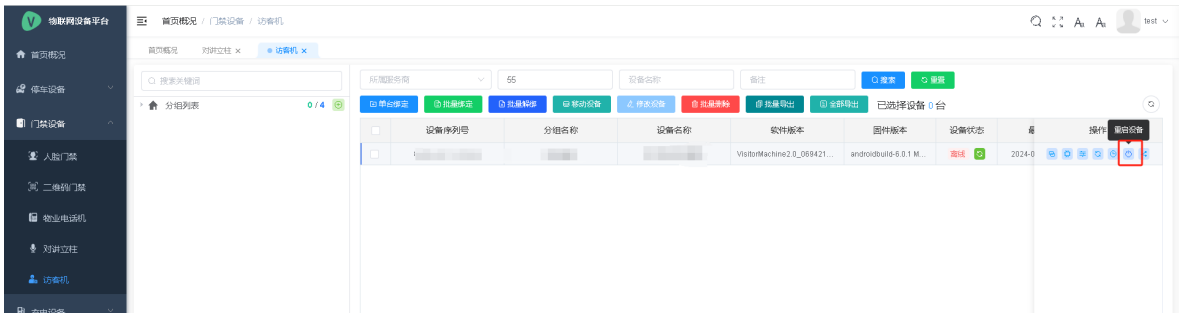 V 物联网设备平台
首页概况 / 门禁设备 / 访客机
test
首页概况 对讲立柱 × 访客机 ×
首页概况
停车设备
门禁设备
人脸门禁
二维码门禁
物业电话机
对讲立柱
访客机
搜索关键词
分组列表 0 / 4
所属服务商 55 设备名称 备注 搜索 重置
单台绑定 批量绑定 批量解绑 移动设备 修改设备 批量删除 批量导出 全部导出 已选择设备 0 台
设备序列号 分组名称 设备名称 软件版本 固件版本 设备状态 操作 重启设备
VisitorMachine2.0_069421... androidbuild-6.0.1 M... 离线 2024-0